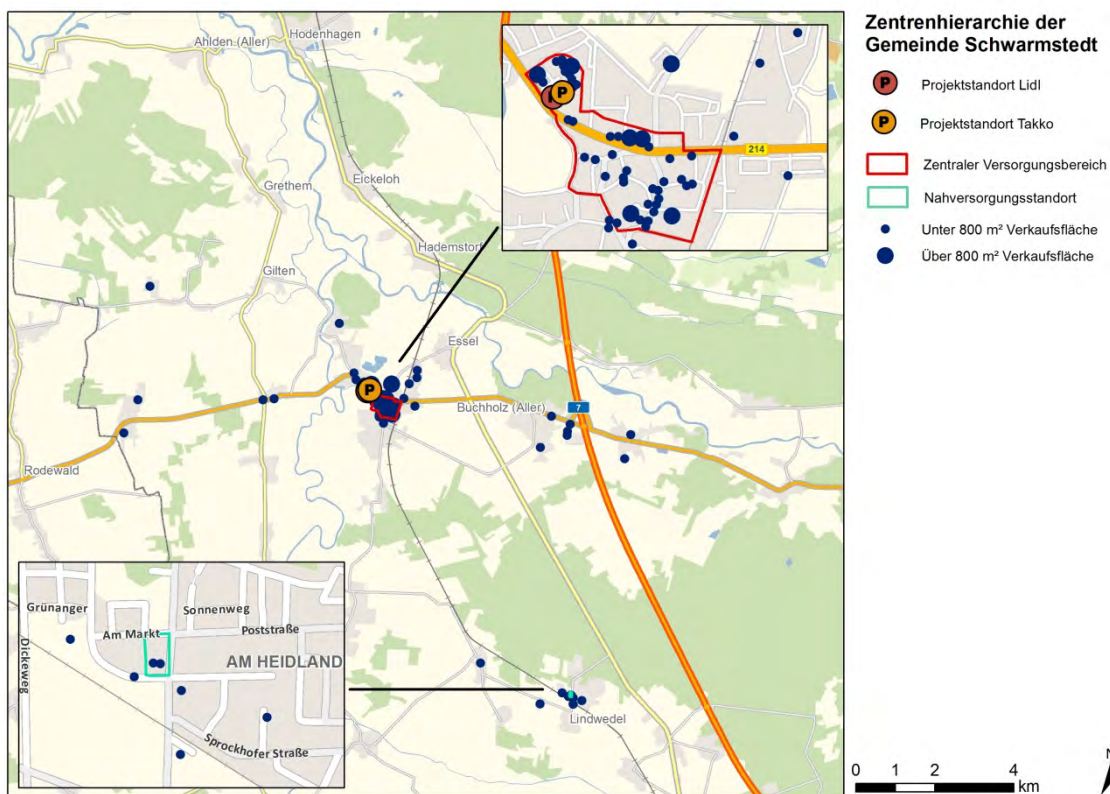 Zentrenhierarchie der
Gemeinde Schwarmstedt
P Projektstandort Lidl
P Projektstandort Takko
Zentraler Versorgungsbereich
Nahversorgungsstandort
Unter 800 m² Verkaufsfläche
Über 800 m² Verkaufsfläche
Hodenhagen
Ahlden (Aller)
Eickeloh
Grethem
Hademstorf
Gilten
Essel
Buchholz (Aller)
7
Rodewald
Lindwedel
P
P
P
214
Grünanger
Sonnenweg
Am Markt
Poststraße
Dickeweg
AM HEIDLAND
Sprockhofer Straße
0 1 2 4
km
N